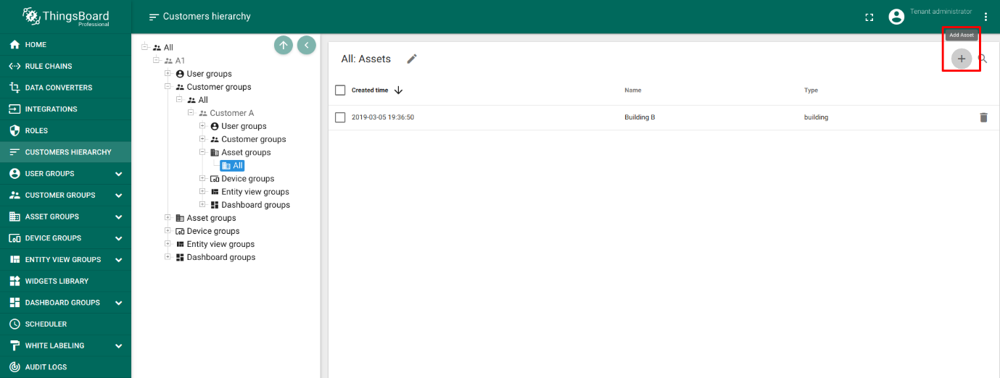 ThingsBoard
Professional
Customers hierarchy
Tenant administrator
HOME
RULE CHAINS
DATA CONVERTERS
INTEGRATIONS
ROLES
CUSTOMERS HIERARCHY
USER GROUPS
CUSTOMER GROUPS
ASSET GROUPS
DEVICE GROUPS
ENTITY VIEW GROUPS
WIDGETS LIBRARY
DASHBOARD GROUPS
SCHEDULER
WHITE LABELING
AUDIT LOGS
All
A1
User groups
Customer groups
All
Customer A
User groups
Customer groups
Asset groups
All
Device groups
Entity view groups
Dashboard groups
Asset groups
Device groups
Entity view groups
Dashboard groups
Add Asset
All: Assets
Created time Name Type
2019-03-05 19:36:50 Building B building